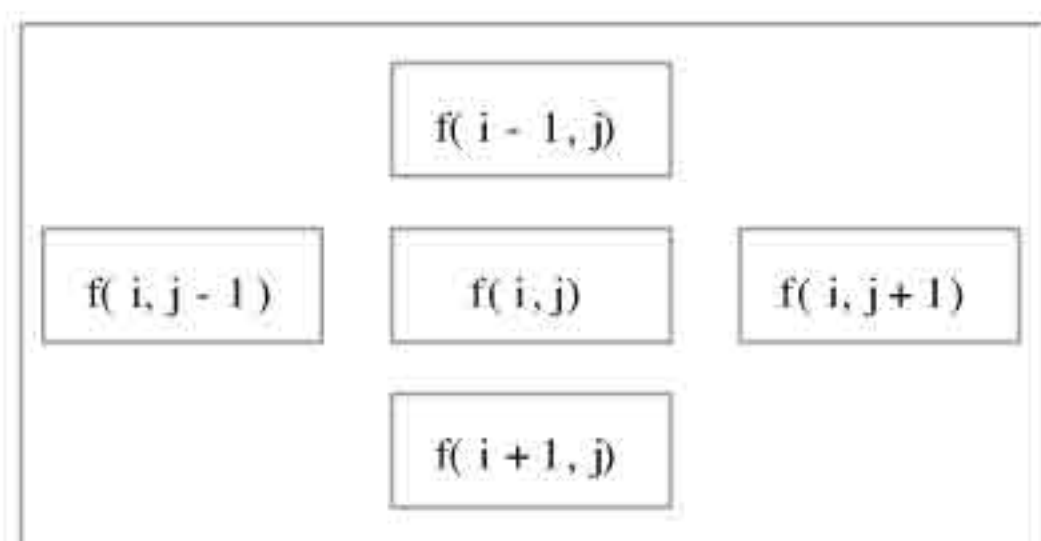 f( i - 1, j)
f( i, j - 1 )
f( i, j)
f( i, j + 1)
f( i + 1, j)